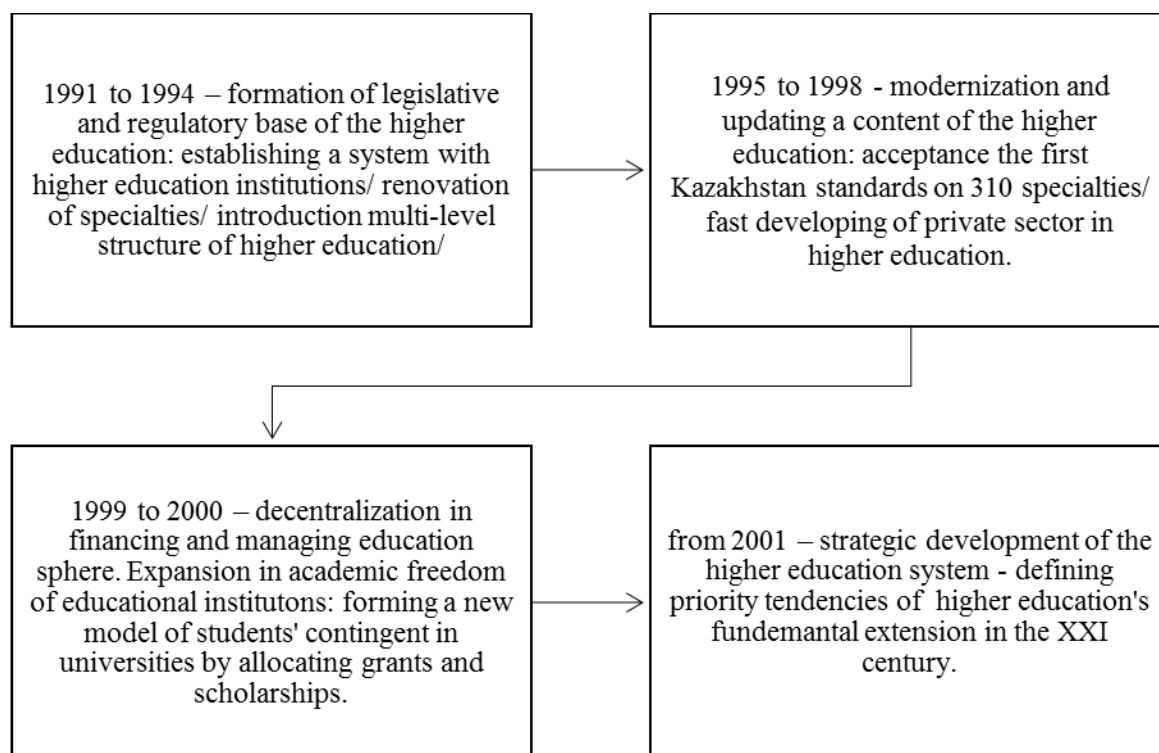 1991 to 1994 – formation of legislative
and regulatory base of the higher
education: establishing a system with
higher education institutions/ renovation
of specialties/ introduction multi-level
structure of higher education/
1995 to 1998 - modernization and
updating a content of the higher
education: acceptance the first
Kazakhstan standards on 310 specialties/
fast developing of private sector in
higher education.
1999 to 2000 – decentralization in
financing and managing education
sphere. Expansion in academic freedom
of educational institutons: forming a new
model of students' contingent in
universities by allocating grants and
scholarships.
from 2001 – strategic development of the
higher education system - defining
priority tendencies of higher education's
fundemantal extension in the XXI
century.